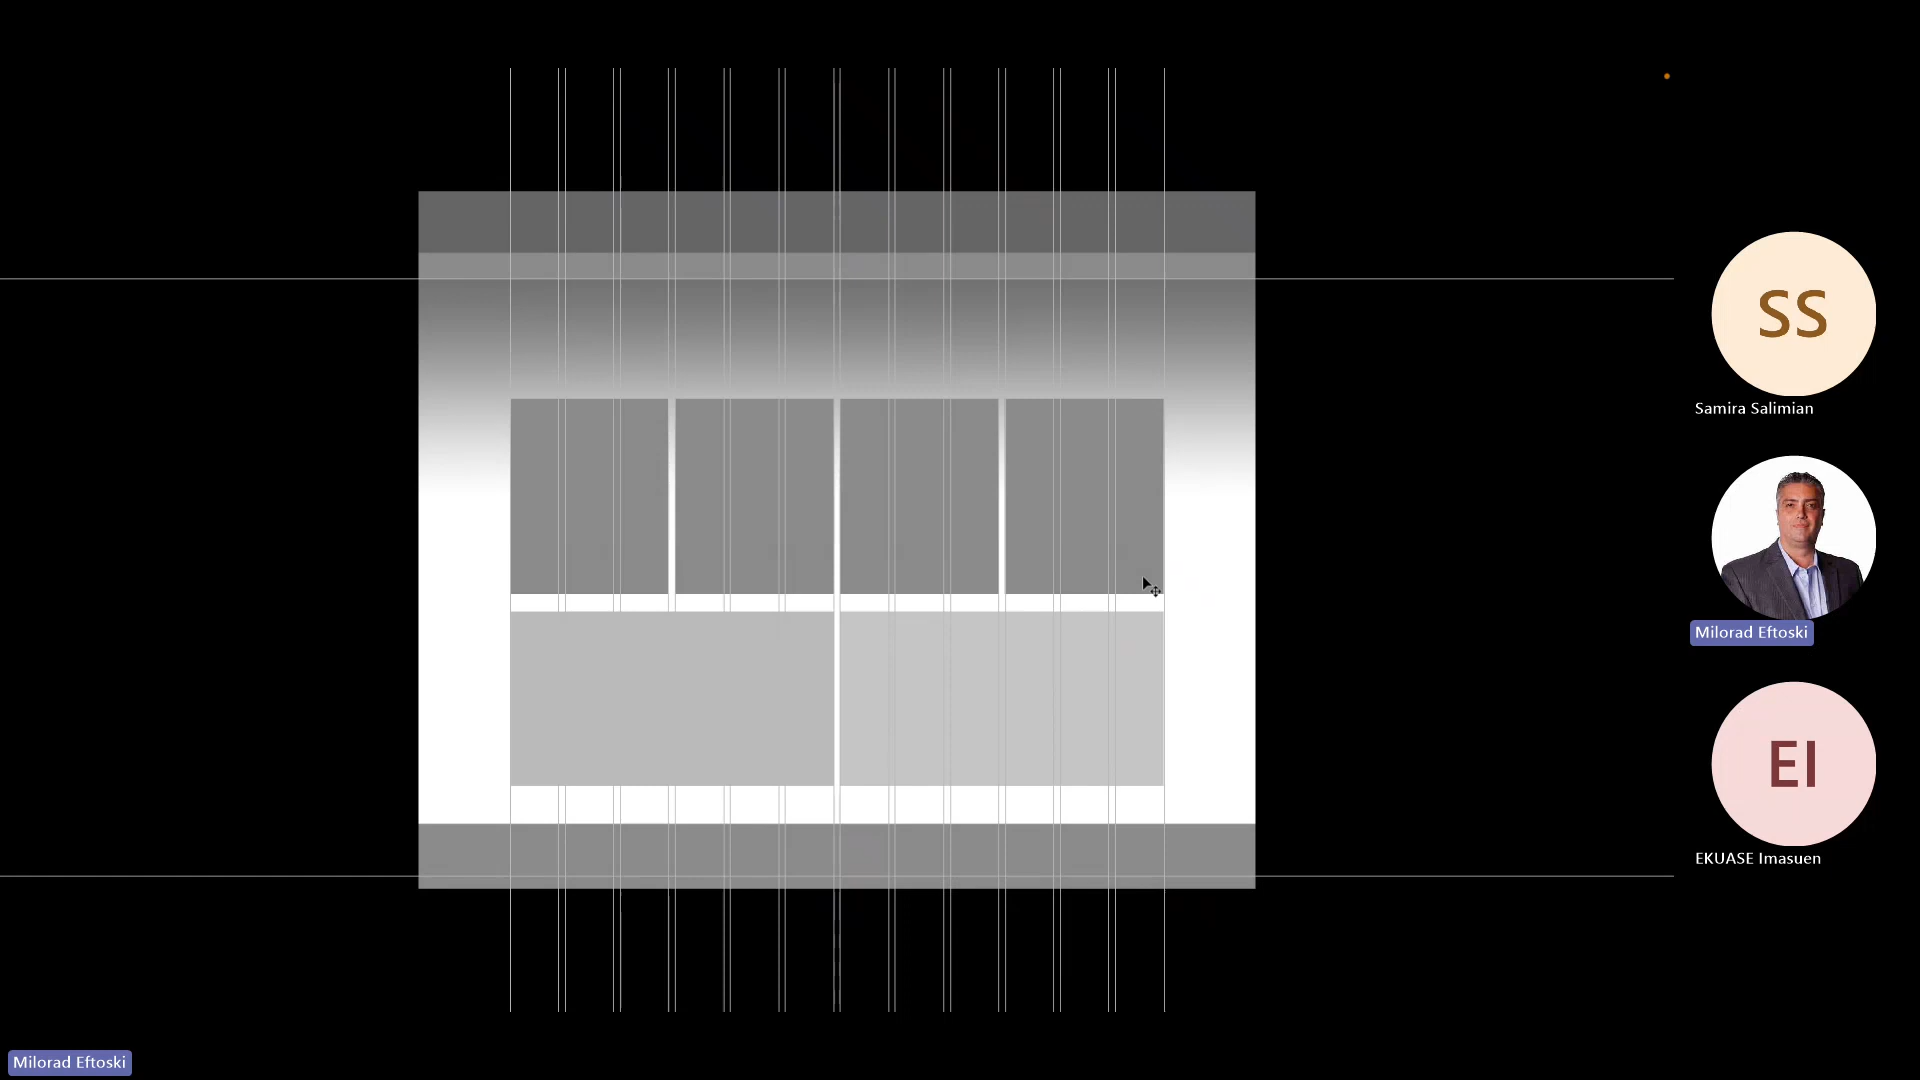 SS
Samira Salimian
Milorad Eftoski
EI
EKUASE Imasuen
Milorad Eftoski